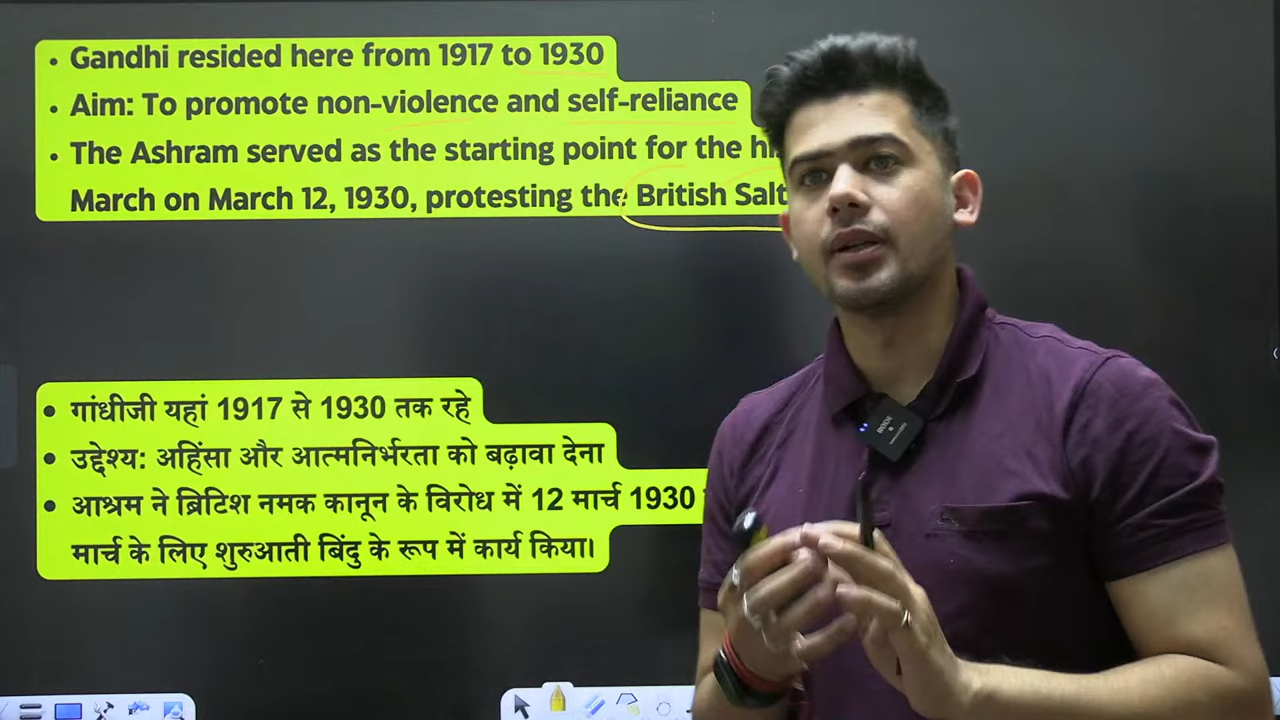 Gandhi resided here from 1917 to 1930
Aim: To promote non-violence and self-reliance
The Ashram served as the starting point for the
March on March 12, 1930, protesting the British Salt
गांधीजी यहां 1917 से 1930 तक रहे
उद्देश्य: अहिंसा और आत्मनिर्भरता को बढ़ावा देना
आश्रम ने ब्रिटिश नमक कानून के विरोध में 12 मार्च 1930
मार्च के लिए शुरुआती बिंदु के रूप में कार्य किया।